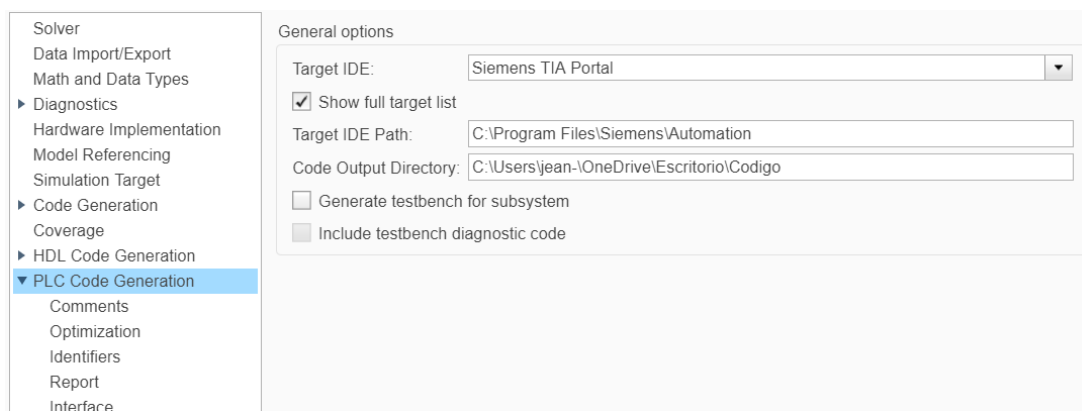 Solver
Data Import/Export
Math and Data Types
Diagnostics
Hardware Implementation
Model Referencing
Simulation Target
Code Generation
Coverage
HDL Code Generation
PLC Code Generation
Comments
Optimization
Identifiers
Report
Interface
General options
Target IDE: Siemens TIA Portal
Show full target list
Target IDE Path: C:\Program Files\Siemens\Automation
Code Output Directory: C:\Users\jean-\OneDrive\Escritorio\Codigo
Generate testbench for subsystem
Include testbench diagnostic code